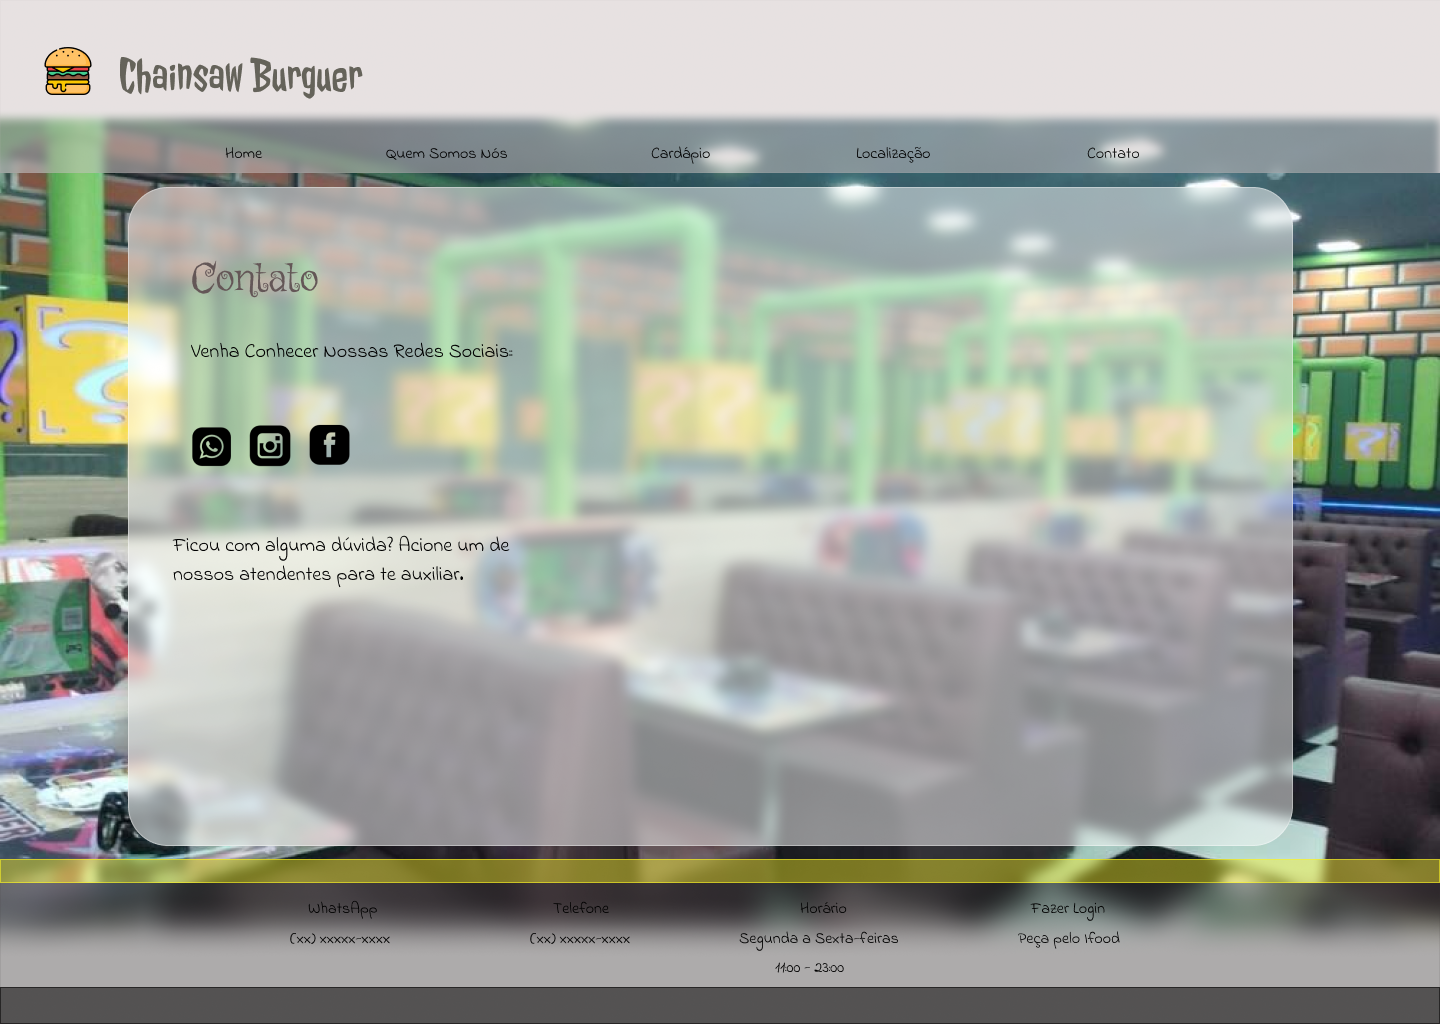 Chainsaw Burguer
Home Quem Somos Nós Cardápio Localização Contato
Contato
Venha Conhecer Nossas Redes Sociais:
Ficou com alguma dúvida? Acione um de
nossos atendentes para te auxiliar.
WhatsApp Telefone Horário Fazer Login
(xx) xxxxx-xxxx (xx) xxxxx-xxxx Segunda a Sexta-feiras Peça pelo Ifood
11:00 - 23:00